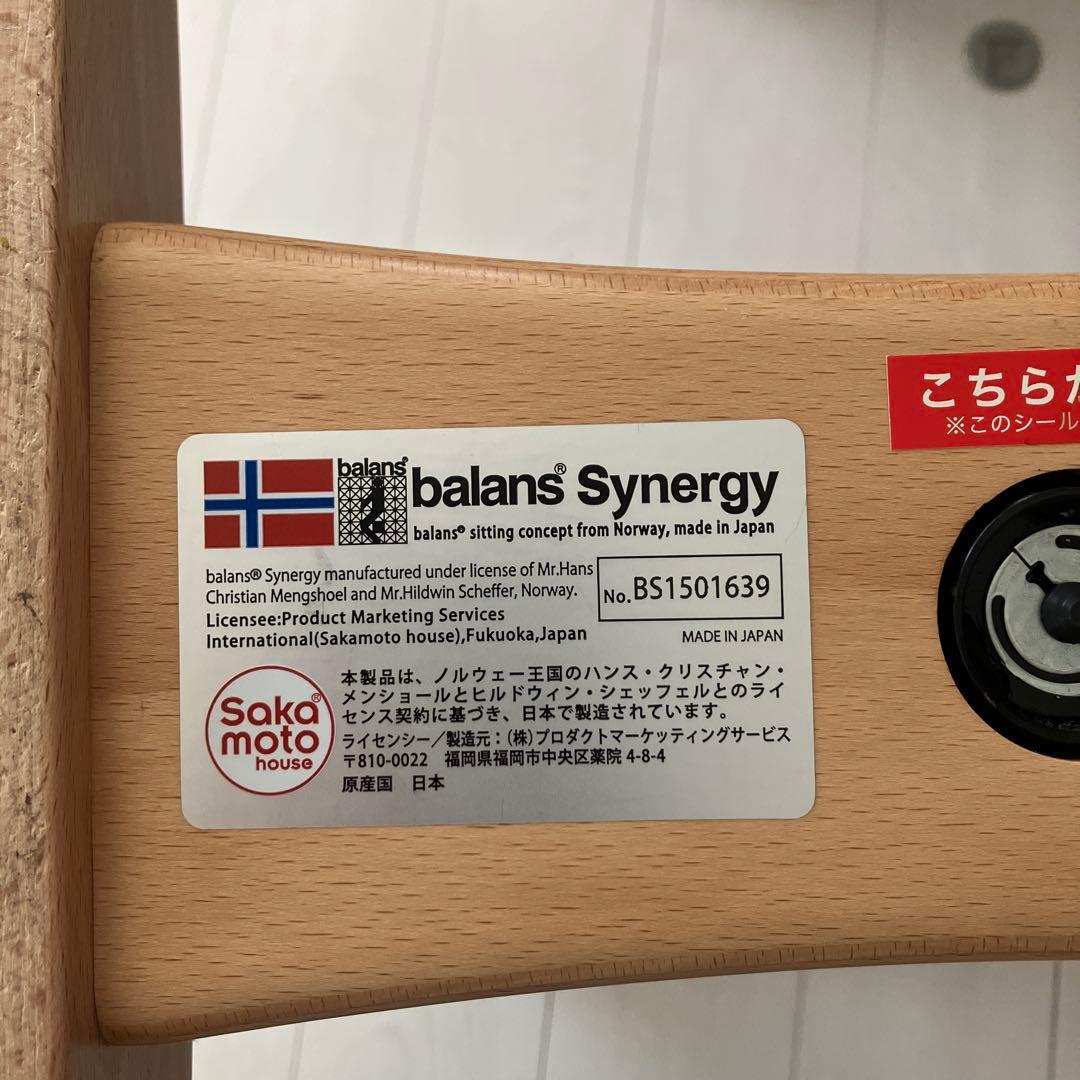 こちらか
※このシール
balans®
balans® Synergy
balans® sitting concept from Norway, made in Japan
balans® Synergy manufactured under license of Mr.Hans
Christian Mengshoel and Mr.Hildwin Scheffer, Norway.
No.BS1501639
Licensee:Product Marketing Services
International(Sakamoto house),Fukuoka,Japan
MADE IN JAPAN
Saka®
moto
house
本製品は、ノルウェー王国のハンス・クリスチャン・
メンショールとヒルドウィン・シェッフェルとのライ
センス契約に基づき、日本で製造されています。
ライセンシー/製造元：(株)プロダクトマーケッティングサービス
〒810-0022 福岡県福岡市中央区薬院 4-8-4
原産国 日本